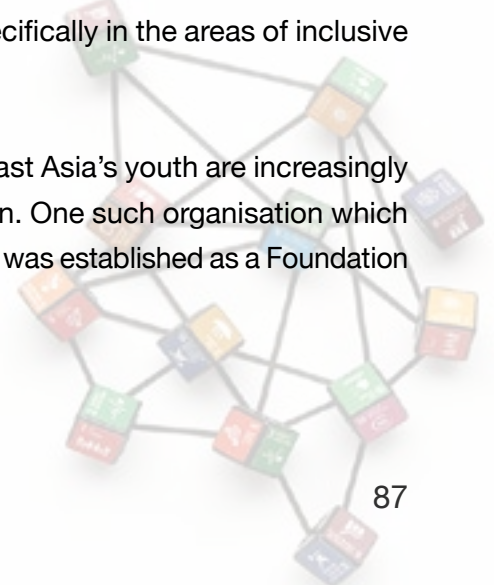 ecifically in the areas of inclusive
ast Asia’s youth are increasingly
n. One such organisation which
was established as a Foundation
87